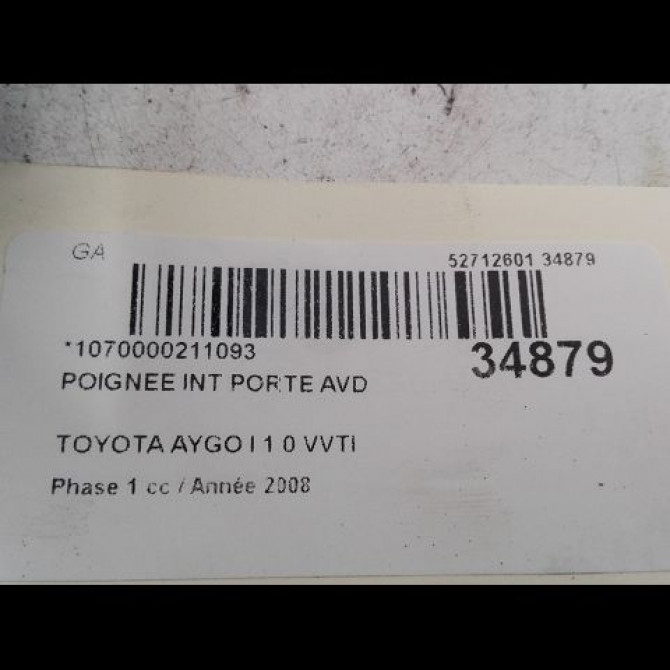 GA
52712601 34879
*1070000211093
34879
POIGNEE INT PORTE AVD
TOYOTA AYGO I 1 0 VVTI
Phase 1 cc / Année 2008